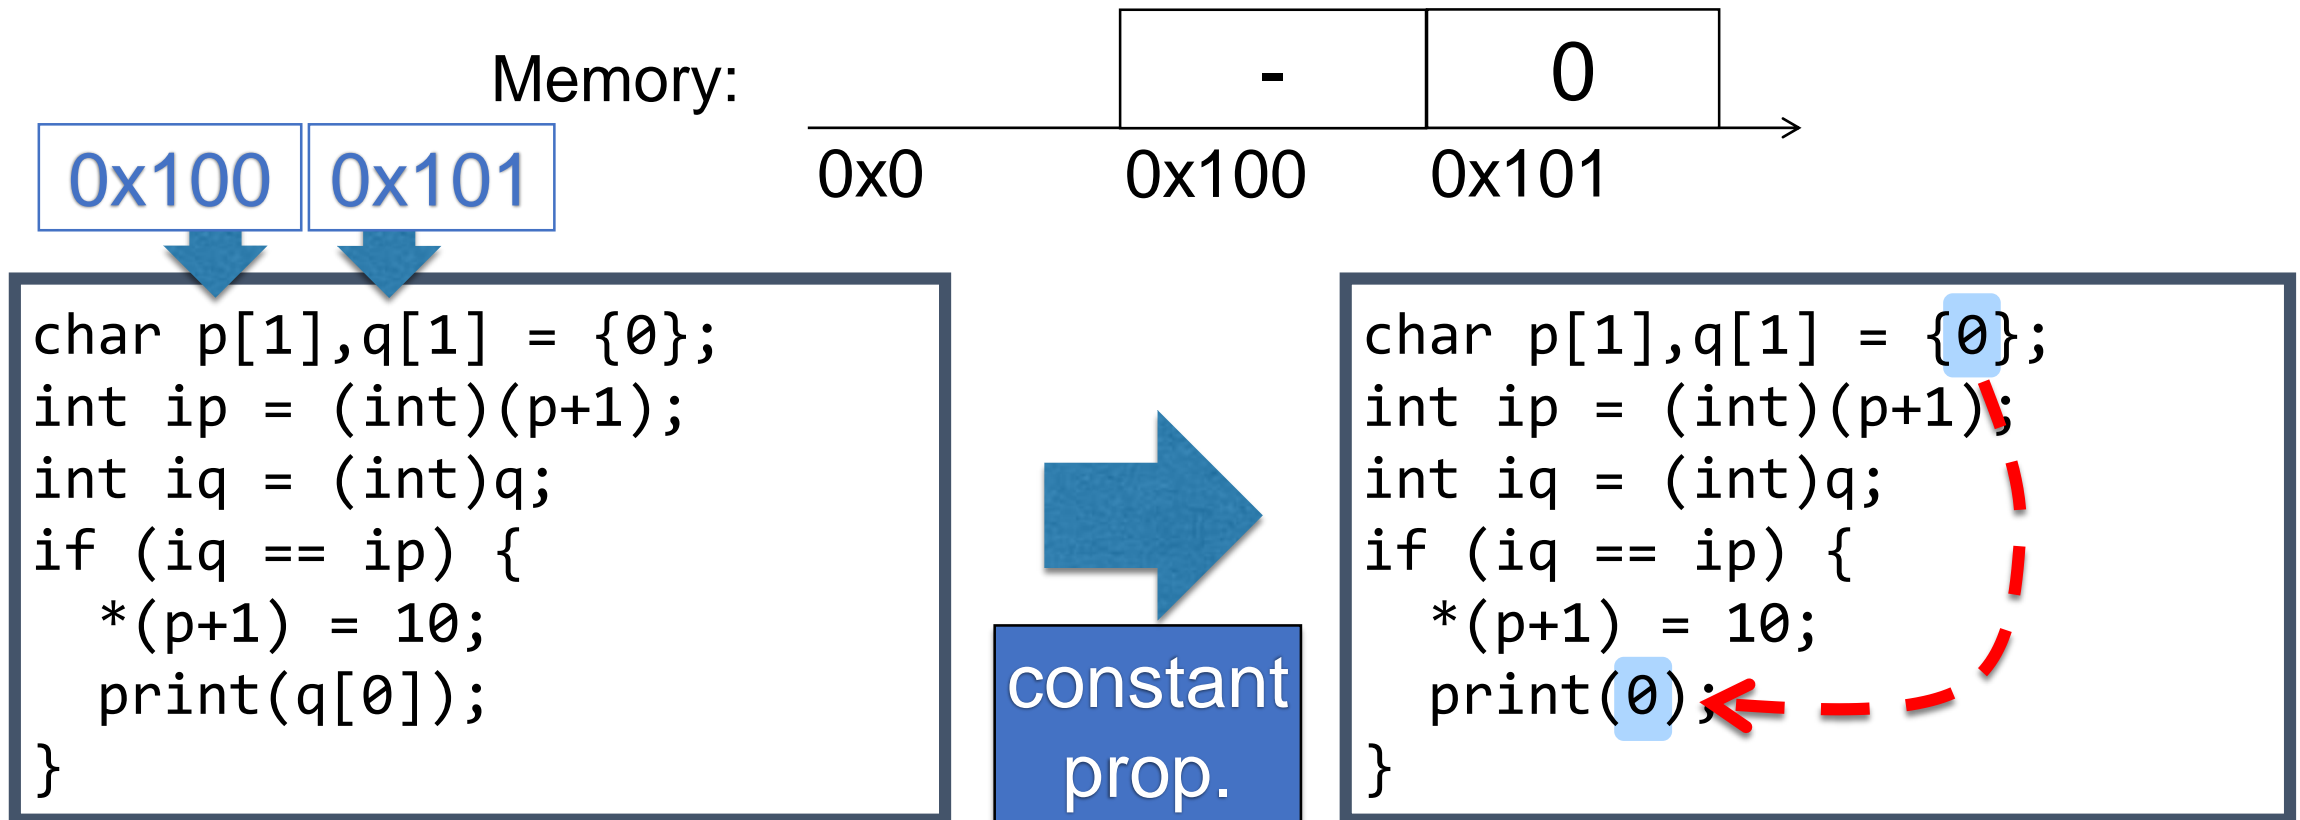 Memory:
-
0
0x0
0x100
0x101
0x100
0x101
char p[1],q[1] = {0};
int ip = (int)(p+1);
int iq = (int)q;
if (iq == ip) {
  *(p+1) = 10;
  print(q[0]);
}
constant
prop.
char p[1],q[1] = {0};
int ip = (int)(p+1);
int iq = (int)q;
if (iq == ip) {
  *(p+1) = 10;
  print(0);
}